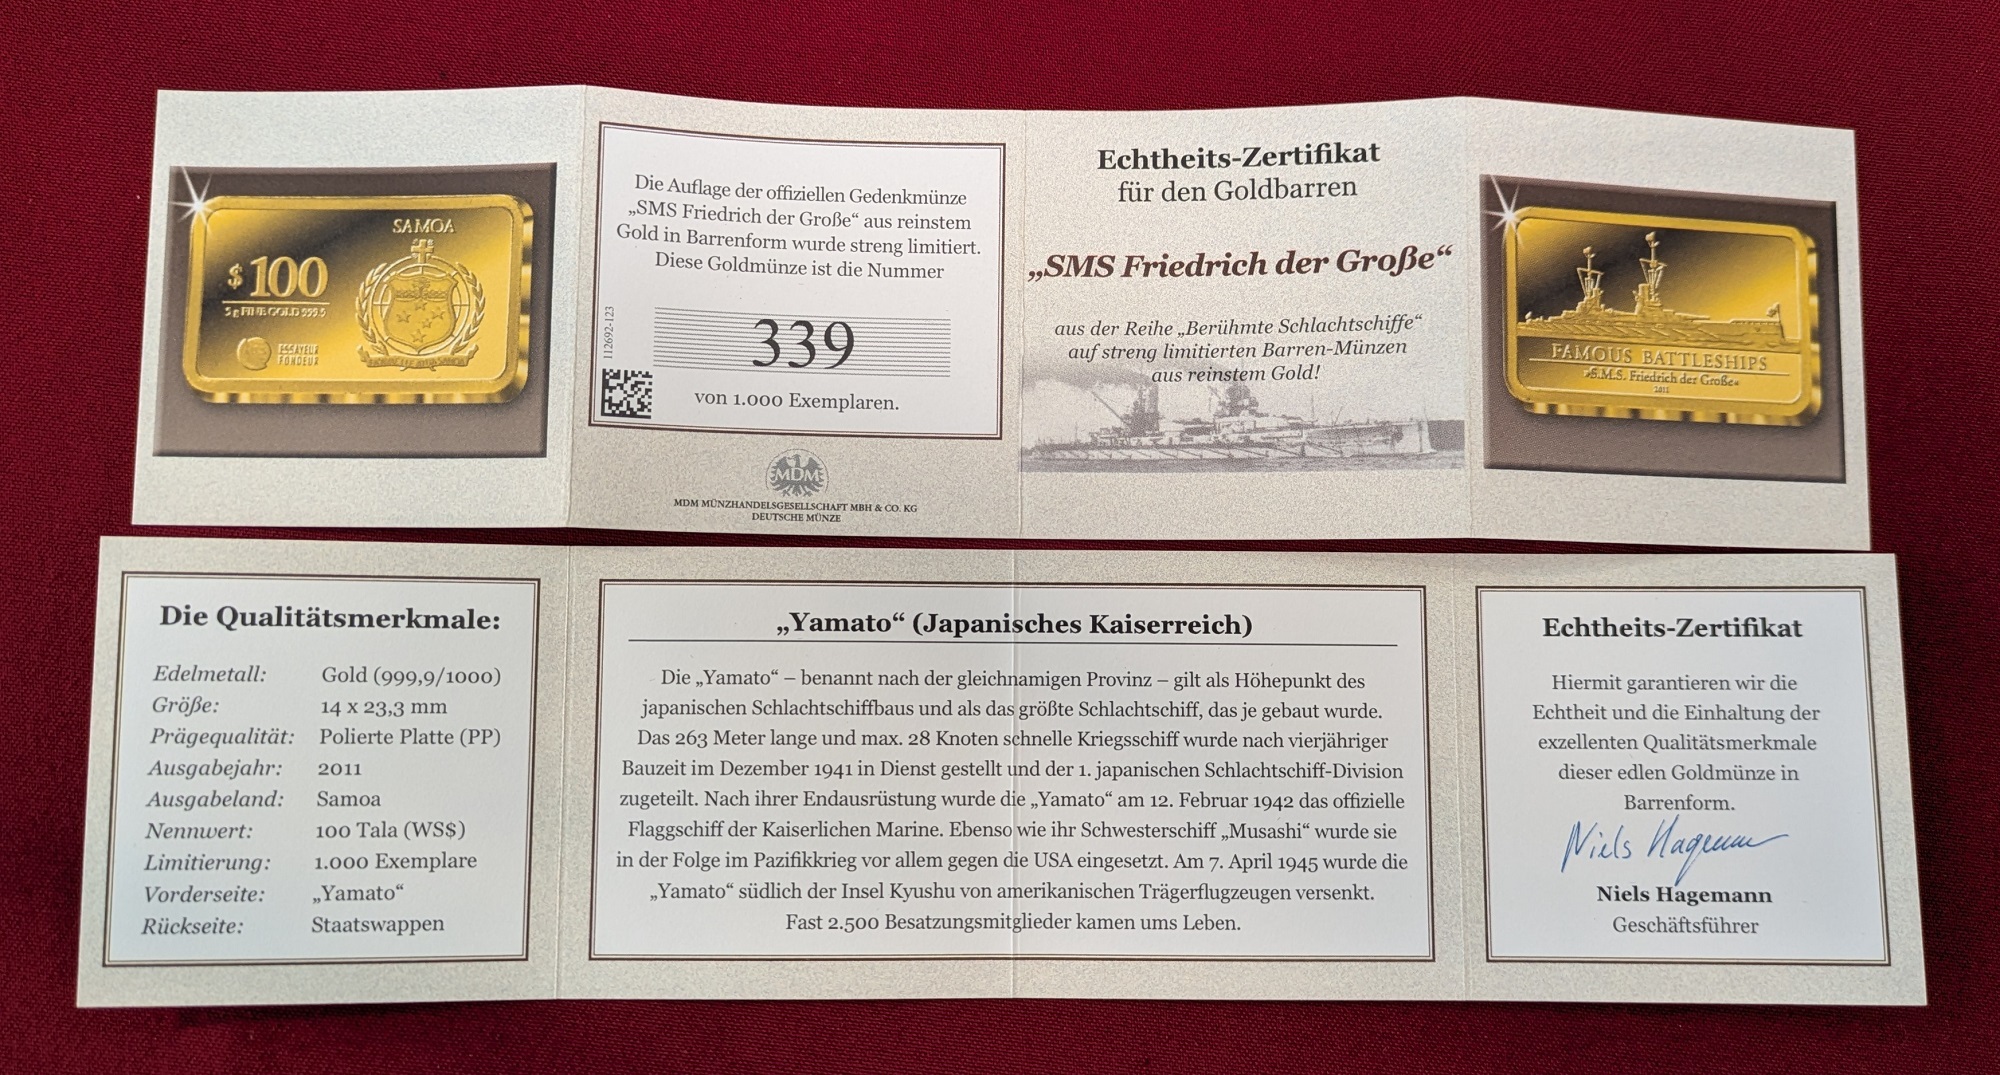 SAMOA
$100
5g FINE GOLD 999.9
ESSAYEUR
FONDEUR
Die Auflage der offiziellen Gedenkmünze
„SMS Friedrich der Große“ aus reinstem
Gold in Barrenform wurde streng limitiert.
Diese Goldmünze ist die Nummer
112692-123
339
von 1.000 Exemplaren.
MDM
MDM MÜNZHANDELSGESELLSCHAFT MBH & CO. KG
DEUTSCHE MÜNZE
Echtheits-Zertifikat
für den Goldbarren
„SMS Friedrich der Große“
aus der Reihe „Berühmte Schlachtschiffe“
auf streng limitierten Barren-Münzen
aus reinstem Gold!
FAMOUS BATTLESHIPS
»S.M.S. Friedrich der Große«
2011
Die Qualitätsmerkmale:
Edelmetall: Gold (999,9/1000)
Größe: 14 x 23,3 mm
Prägequalität: Polierte Platte (PP)
Ausgabejahr: 2011
Ausgabeland: Samoa
Nennwert: 100 Tala (WS$)
Limitierung: 1.000 Exemplare
Vorderseite: „Yamato“
Rückseite: Staatswappen
„Yamato“ (Japanisches Kaiserreich)
Die „Yamato“ – benannt nach der gleichnamigen Provinz – gilt als Höhepunkt des
japanischen Schlachtschiffbaus und als das größte Schlachtschiff, das je gebaut wurde.
Das 263 Meter lange und max. 28 Knoten schnelle Kriegsschiff wurde nach vierjähriger
Bauzeit im Dezember 1941 in Dienst gestellt und der 1. japanischen Schlachtschiff-Division
zugeteilt. Nach ihrer Endausrüstung wurde die „Yamato“ am 12. Februar 1942 das offizielle
Flaggschiff der Kaiserlichen Marine. Ebenso wie ihr Schwesterschiff „Musashi“ wurde sie
in der Folge im Pazifikkrieg vor allem gegen die USA eingesetzt. Am 7. April 1945 wurde die
„Yamato“ südlich der Insel Kyushu von amerikanischen Trägerflugzeugen versenkt.
Fast 2.500 Besatzungsmitglieder kamen ums Leben.
Echtheits-Zertifikat
Hiermit garantieren wir die
Echtheit und die Einhaltung der
exzellenten Qualitätsmerkmale
dieser edlen Goldmünze in
Barrenform.
Niels Hagemann
Niels Hagemann
Geschäftsführer